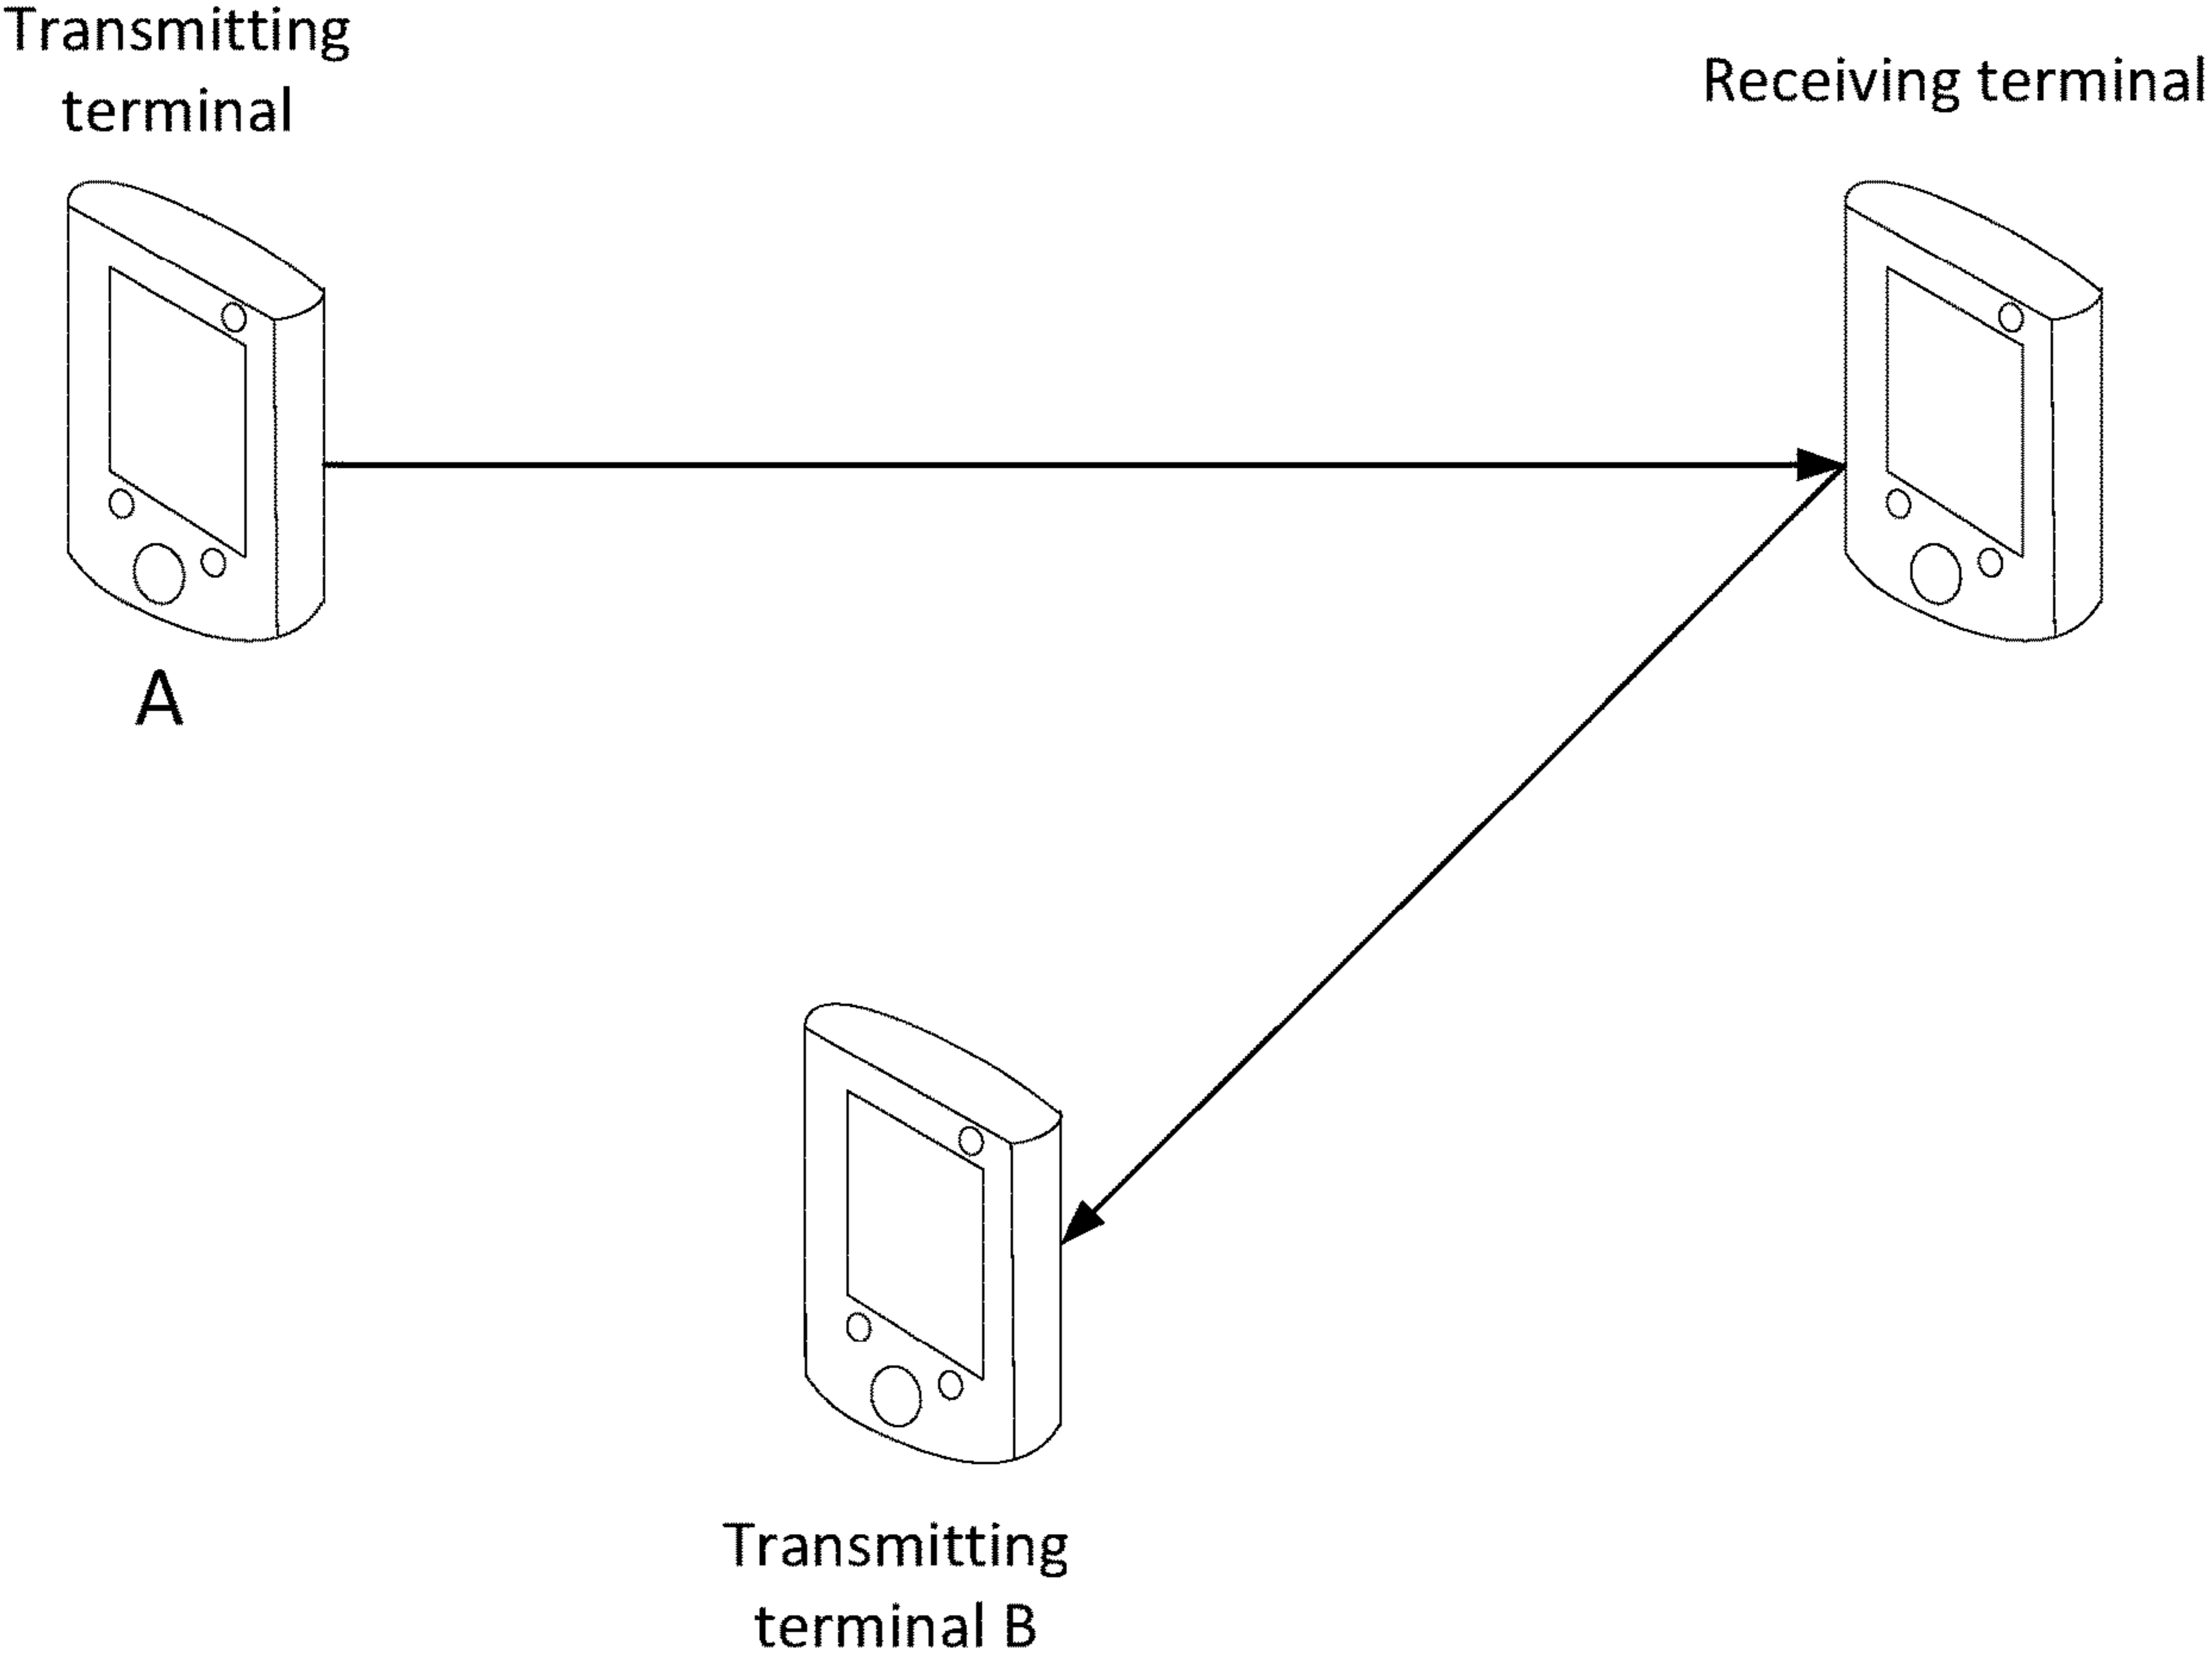 Transmitting
terminal
Receiving terminal
A
Transmitting
terminal B